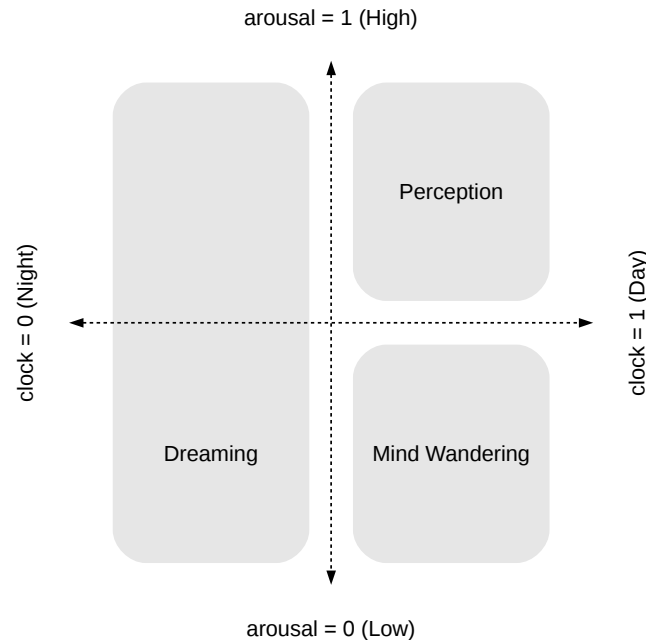 arousal = 1 (High)
Perception
clock = 0 (Night)
clock = 1 (Day)
Dreaming
Mind Wandering
arousal = 0 (Low)